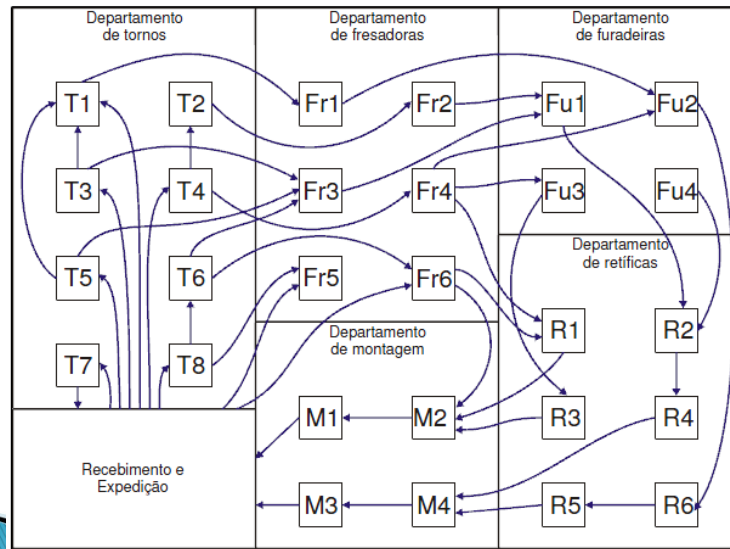 Departamento
de tornos
Departamento
de fresadoras
Departamento
de furadeiras
T1
T2
Fr1
Fr2
Fu1
Fu2
T3
T4
Fr3
Fr4
Fu3
Fu4
T5
T6
Fr5
Fr6
Departamento
de retíficas
Departamento
de montagem
R1
R2
T7
T8
M1
M2
R3
R4
Recebimento e
Expedição
M3
M4
R5
R6